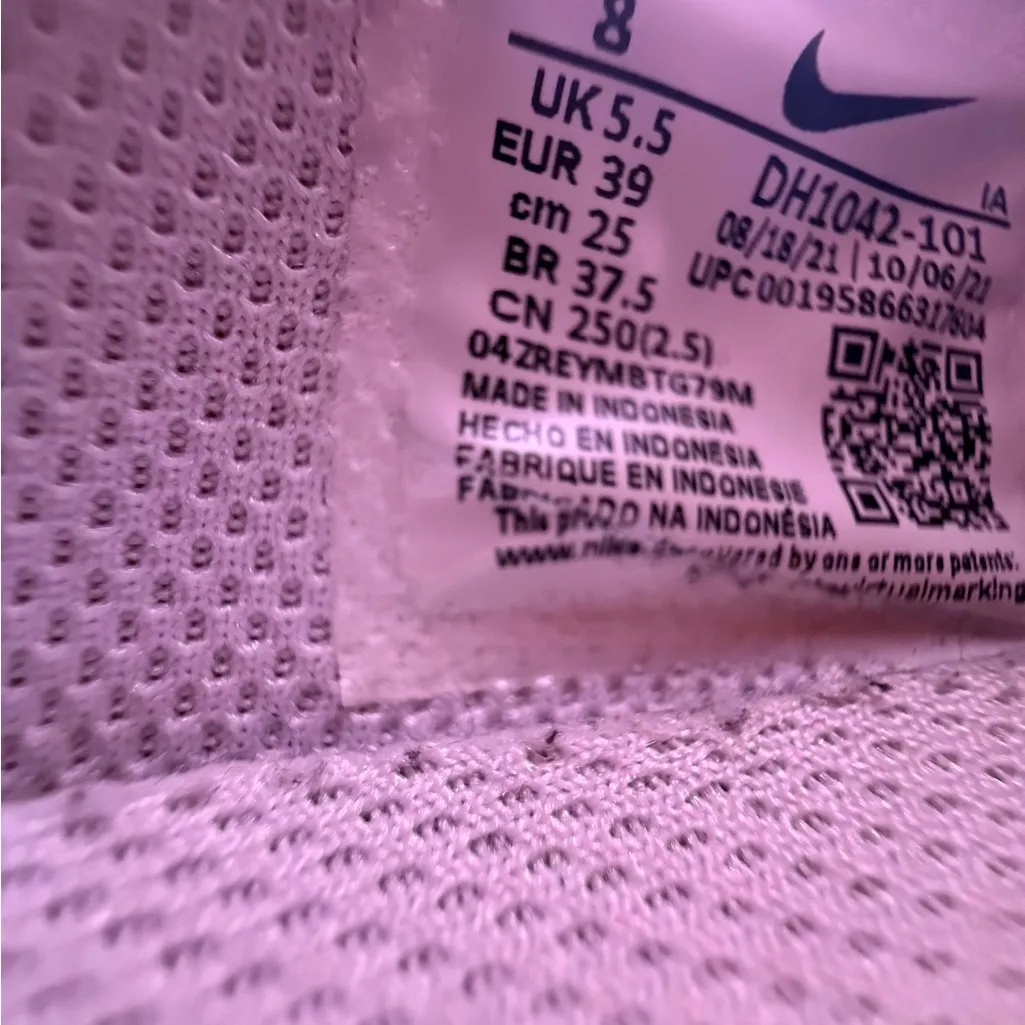 8
UK 5.5
EUR 39
cm 25
BR 37.5
CN 250(2.5)
04ZREYMBTG79M
MADE IN INDONESIA
HECHO EN INDONESIA
FABRIQUE EN INDONESIE
NA INDONÉSIA
This
by one or more patents.
IA
DH1042-101
08/18/21 | 10/06/21
UPC00195866317604